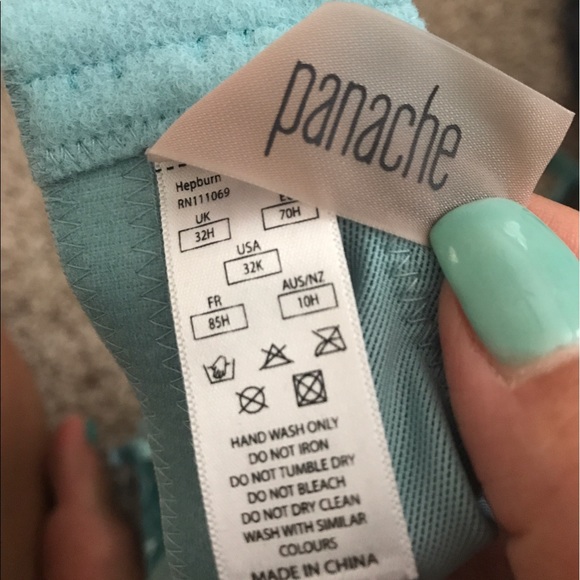 panache
Hepburn
RN111069
UK
32H
70H
USA
32K
FR
85H
AUS/NZ
10H
HAND WASH ONLY
DO NOT IRON
DO NOT TUMBLE DRY
DO NOT BLEACH
DO NOT DRY CLEAN
WASH WITH SIMILAR
COLOURS
MADE IN CHINA